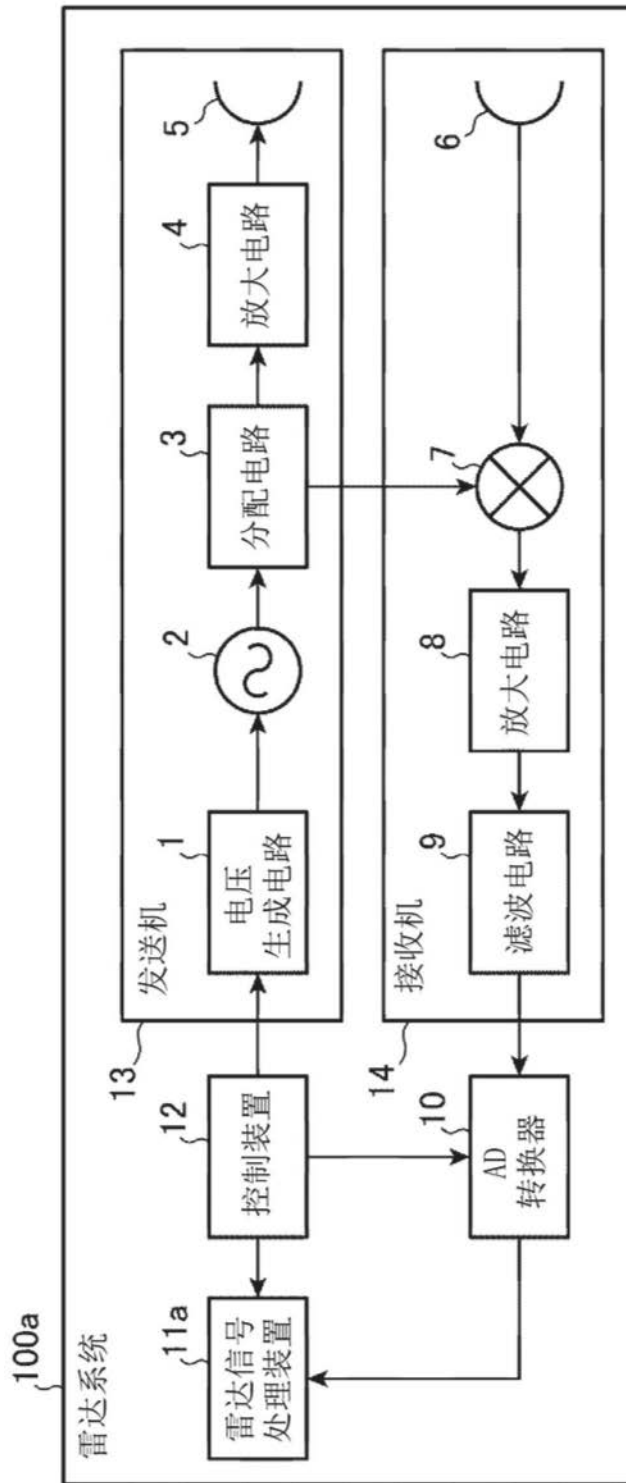 100a
雷达系统
11a
雷达信号
处理装置
12
控制装置
10
AD
转换器
13
发送机
1
电压
生成电路
2
3
分配电路
4
放大电路
5
14
接收机
9
滤波电路
8
放大电路
7
6